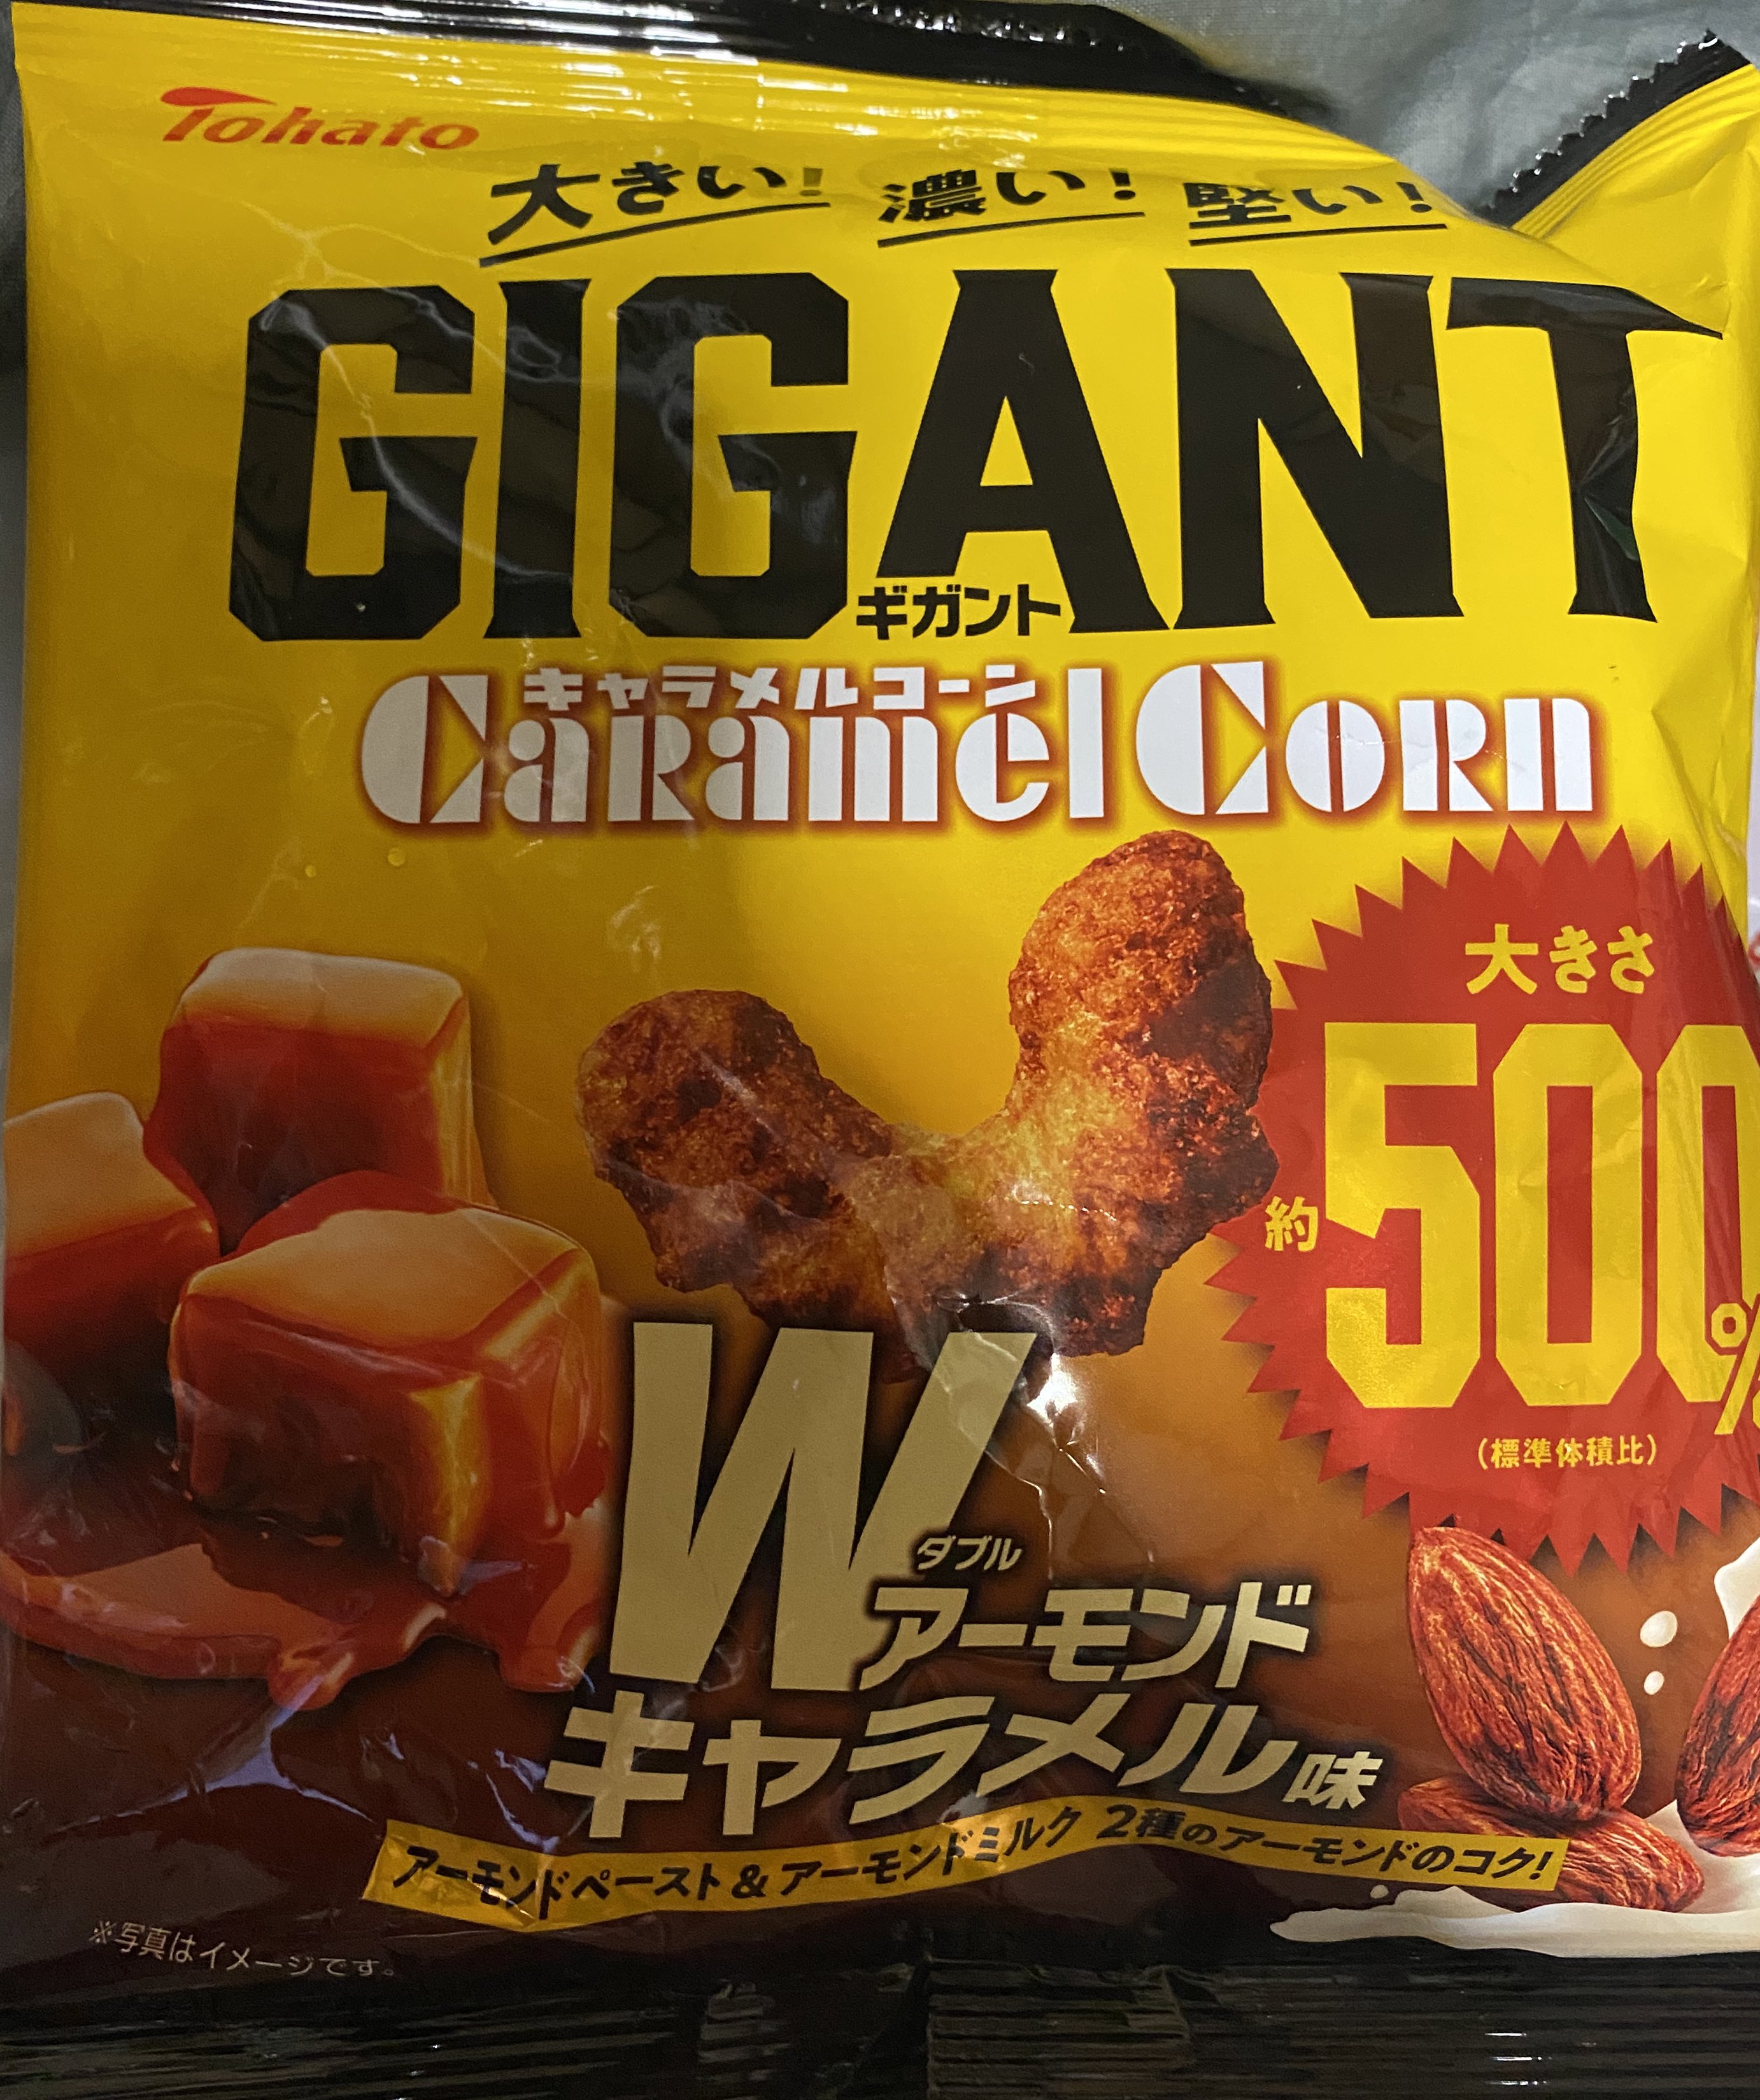 Tohato
大きい! 濃い! 堅い!
GIGANT
ギガント
キャラメルコーン
Caramel Corn
大きさ
約500%
(標準体積比)
W
ダブル
アーモンド
キャラメル味
アーモンドペースト&アーモンドミルク 2種のアーモンドのコク!
※写真はイメージです。